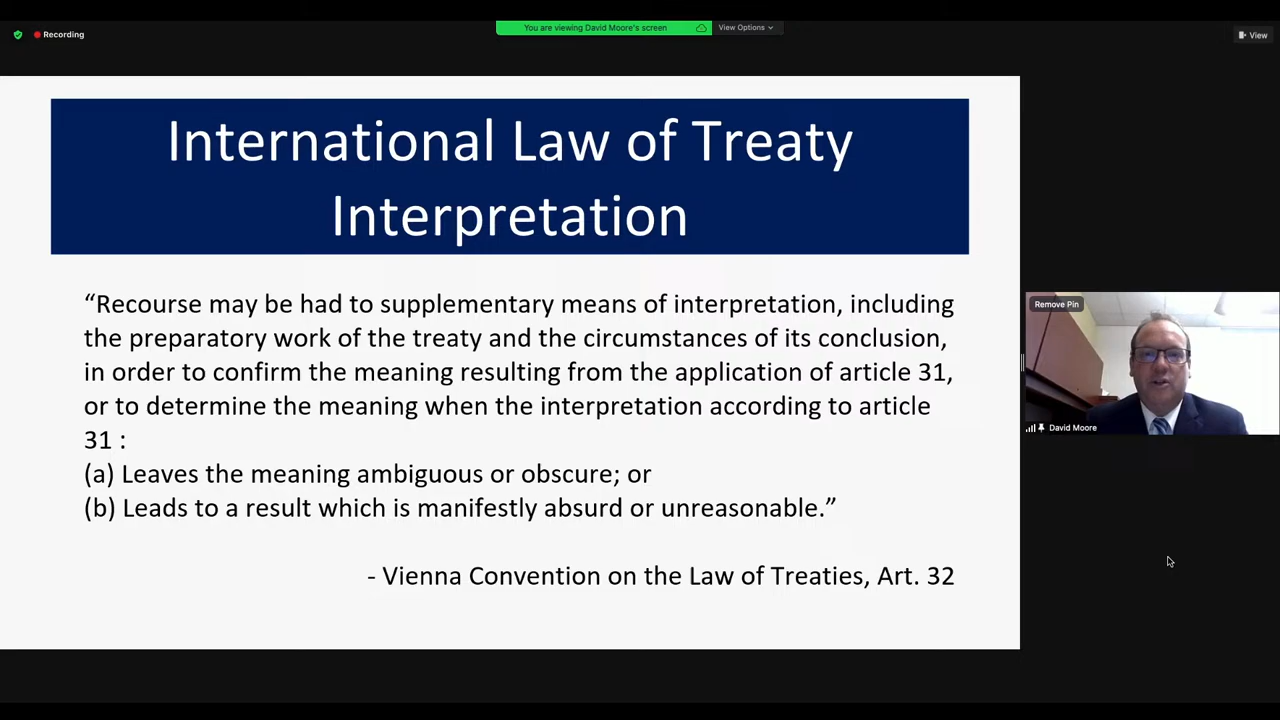 You are viewing David Moore's screen
View Options
Recording
View
International Law of Treaty
Interpretation
“Recourse may be had to supplementary means of interpretation, including
the preparatory work of the treaty and the circumstances of its conclusion,
in order to confirm the meaning resulting from the application of article 31,
or to determine the meaning when the interpretation according to article
31 :
(a) Leaves the meaning ambiguous or obscure; or
(b) Leads to a result which is manifestly absurd or unreasonable.”
- Vienna Convention on the Law of Treaties, Art. 32
Remove Pin
David Moore